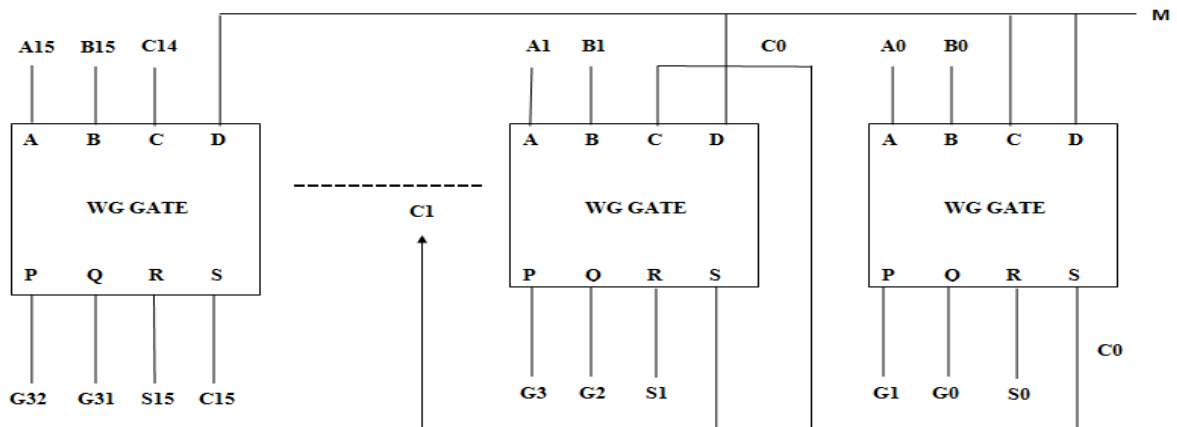 M
A15 B15 C14 A1 B1 C0 A0 B0
A B C D A B C D A B C D
WG GATE WG GATE WG GATE
C1
P Q R S P Q R S P Q R S
C0
G32 G31 S15 C15 G3 G2 S1 G1 G0 S0